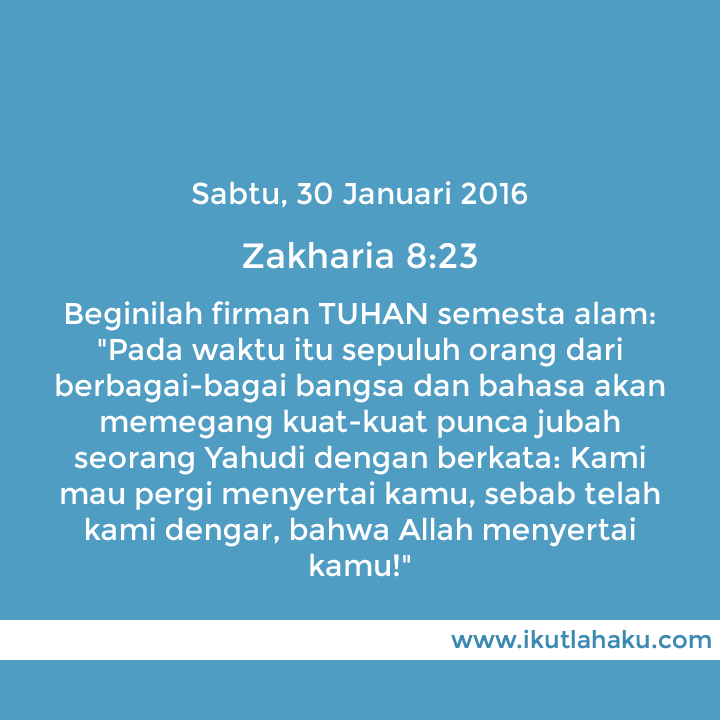 Sabtu, 30 Januari 2016
Zakharia 8:23
Beginilah firman TUHAN semesta alam:
"Pada waktu itu sepuluh orang dari
berbagai-bagai bangsa dan bahasa akan
memegang kuat-kuat punca jubah
seorang Yahudi dengan berkata: Kami
mau pergi menyertai kamu, sebab telah
kami dengar, bahwa Allah menyertai
kamu!"
www.ikutlahaku.com